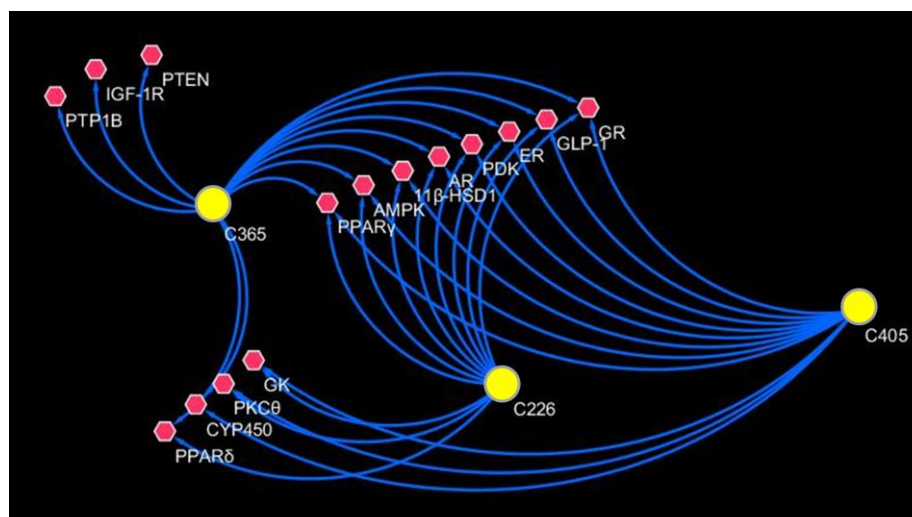 PTEN
IGF-1R
PTP1B
GR
GLP-1
ER
PDK
AR
11β-HSD1
AMPK
PPARγ
C365
C405
GK
C226
PKCθ
CYP450
PPARδ